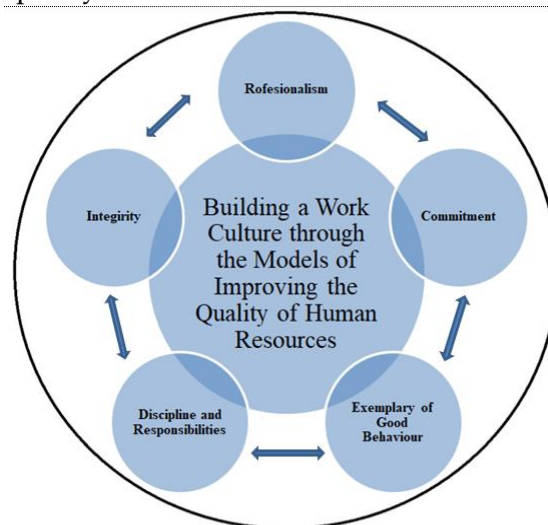 Rofesionalism
Integirity
Building a Work
Culture through
the Models of
Improving the
Quality of Human
Resources
Commitment
Discipline and
Responsibilities
Exemplary of
Good
Behaviour